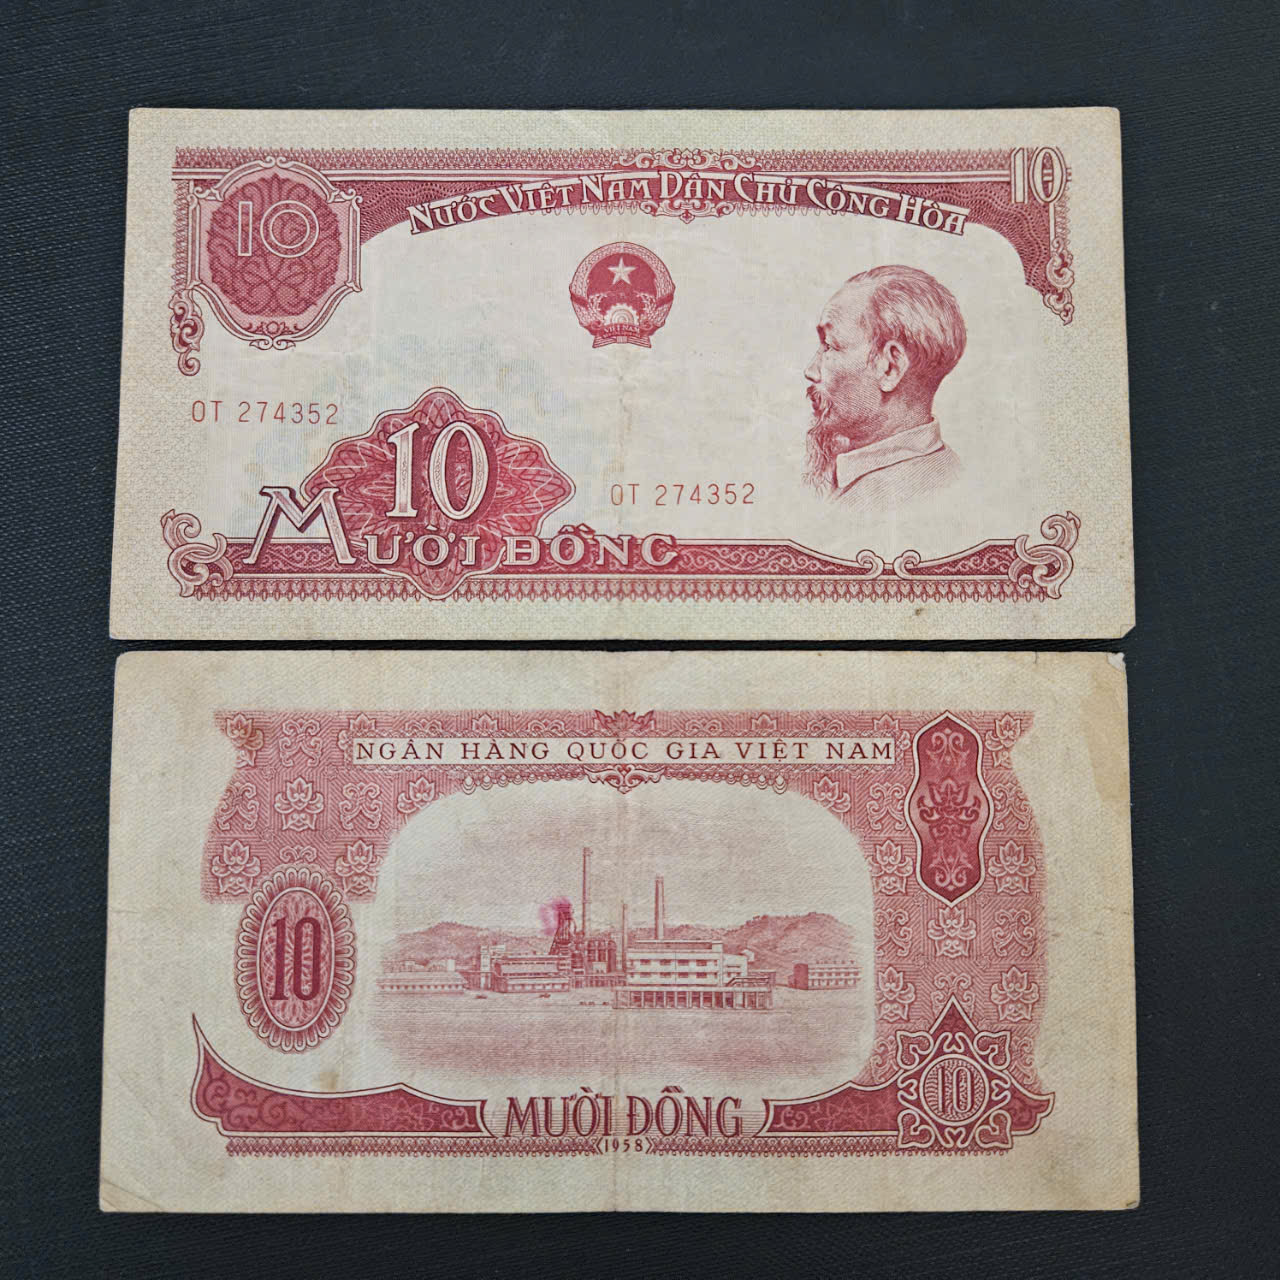 10
10
NƯỚC VIỆT NAM DÂN CHỦ CỘNG HÒA
VIỆT NAM
OT 274352
10
OT 274352
MƯỜI ĐỒNG
NGÂN HÀNG QUỐC GIA VIỆT NAM
10
10
MƯỜI ĐỒNG
1958